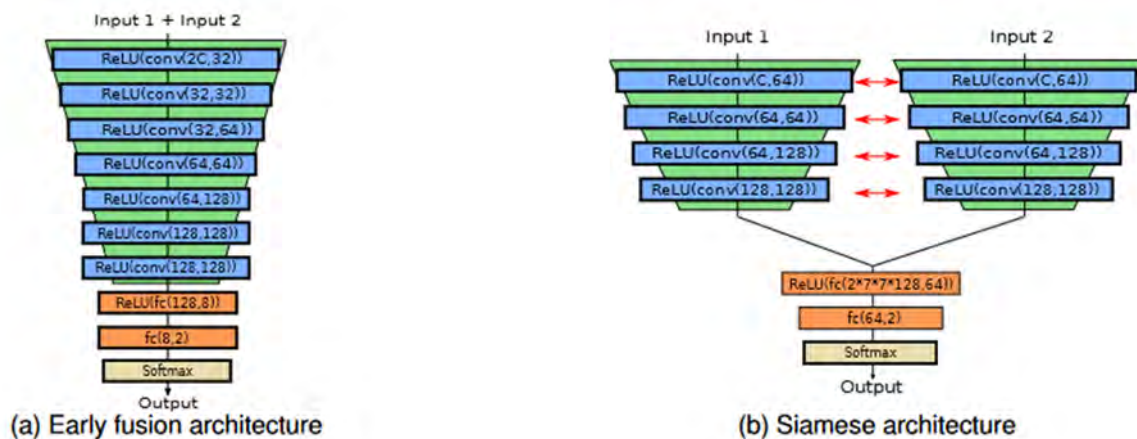 Input 1 + Input 2
ReLU(conv(2C,32))
ReLU(conv(32,32))
ReLU(conv(32,64))
ReLU(conv(64,64))
ReLU(conv(64,128))
ReLU(conv(128,128))
ReLU(conv(128,128))
ReLU(fc(128,8))
fc(8,2)
Softmax
Output
(a) Early fusion architecture
Input 1
Input 2
ReLU(conv(C,64))
ReLU(conv(C,64))
ReLU(conv(64,64))
ReLU(conv(64,64))
ReLU(conv(64,128))
ReLU(conv(64,128))
ReLU(conv(128,128))
ReLU(conv(128,128))
ReLU(fc(2*7*7*128,64))
fc(64,2)
Softmax
Output
(b) Siamese architecture